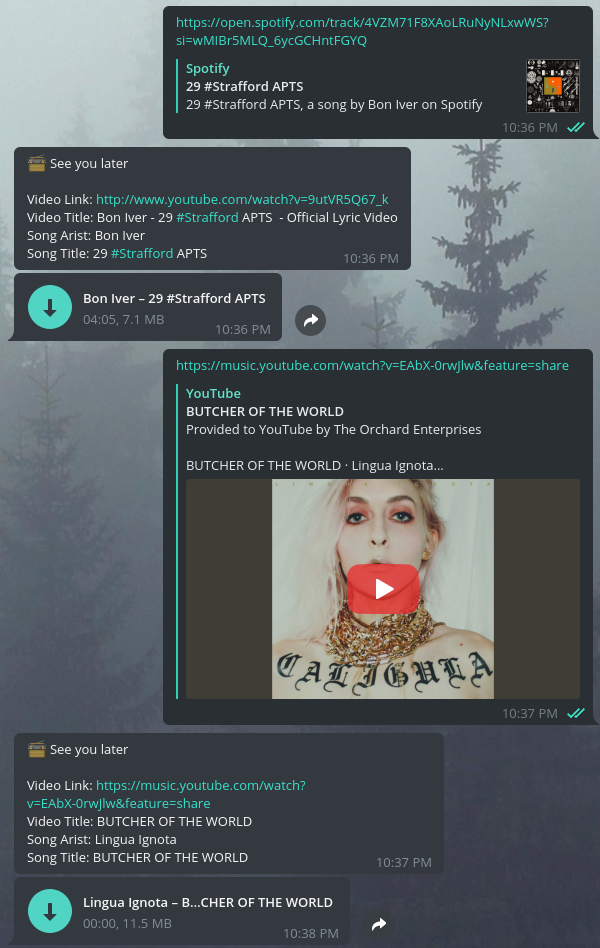 https://open.spotify.com/track/4VZM71F8XAoLRuNyNLxwWS?
si=wMIBr5MLQ_6ycGCHntFGYQ
Spotify
29 #Strafford APTS
29 #Strafford APTS, a song by Bon Iver on Spotify
10:36 PM
See you later
Video Link: http://www.youtube.com/watch?v=9utVR5Q67_k
Video Title: Bon Iver - 29 #Strafford APTS - Official Lyric Video
Song Arist: Bon Iver
Song Title: 29 #Strafford APTS
10:36 PM
Bon Iver – 29 #Strafford APTS
04:05, 7.1 MB
10:36 PM
https://music.youtube.com/watch?v=EAbX-0rwJlw&feature=share
YouTube
BUTCHER OF THE WORLD
Provided to YouTube by The Orchard Enterprises
BUTCHER OF THE WORLD · Lingua Ignota...
LINGUA IGNOTA
CALIGULA
10:37 PM
See you later
Video Link: https://music.youtube.com/watch?
v=EAbX-0rwJlw&feature=share
Video Title: BUTCHER OF THE WORLD
Song Arist: Lingua Ignota
Song Title: BUTCHER OF THE WORLD
10:37 PM
Lingua Ignota – B...CHER OF THE WORLD
00:00, 11.5 MB
10:38 PM